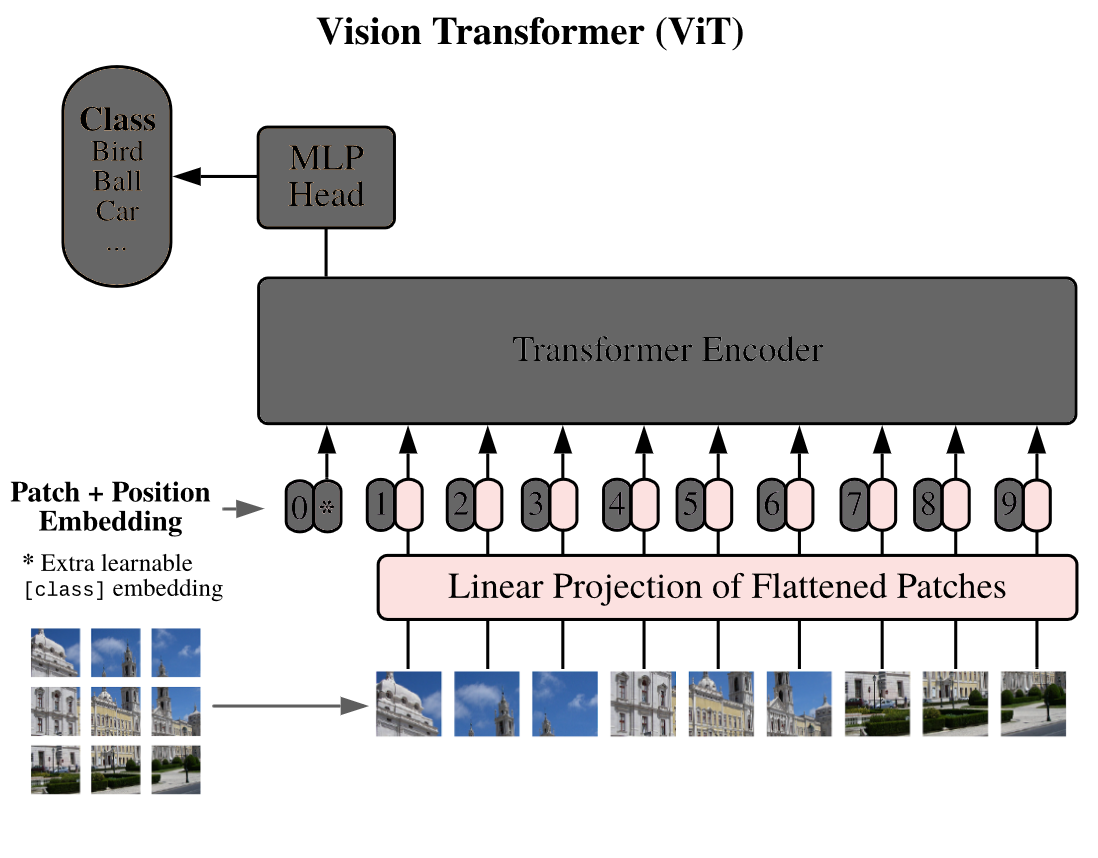 Vision Transformer (ViT)
Class
Bird
Ball
Car
...
MLP
Head
Transformer Encoder
Patch + Position
Embedding
0 * 1 2 3 4 5 6 7 8 9
* Extra learnable
[class] embedding
Linear Projection of Flattened Patches